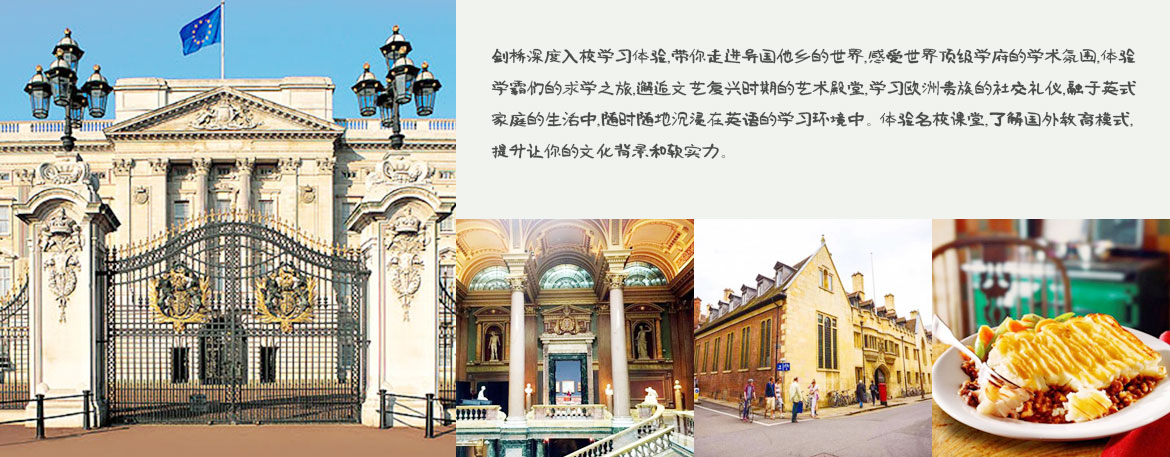 剑桥深度入校学习体验,带你走进异国他乡的世界,感受世界顶级学府的学术氛围,体验
学霸们的求学之旅,邂逅文艺复兴时期的艺术殿堂,学习欧洲贵族的社交礼仪,融于英式
家庭的生活中,随时随地沉浸在英语的学习环境中。体验名校课堂,了解国外教育模式,
提升让你的文化背景和软实力。